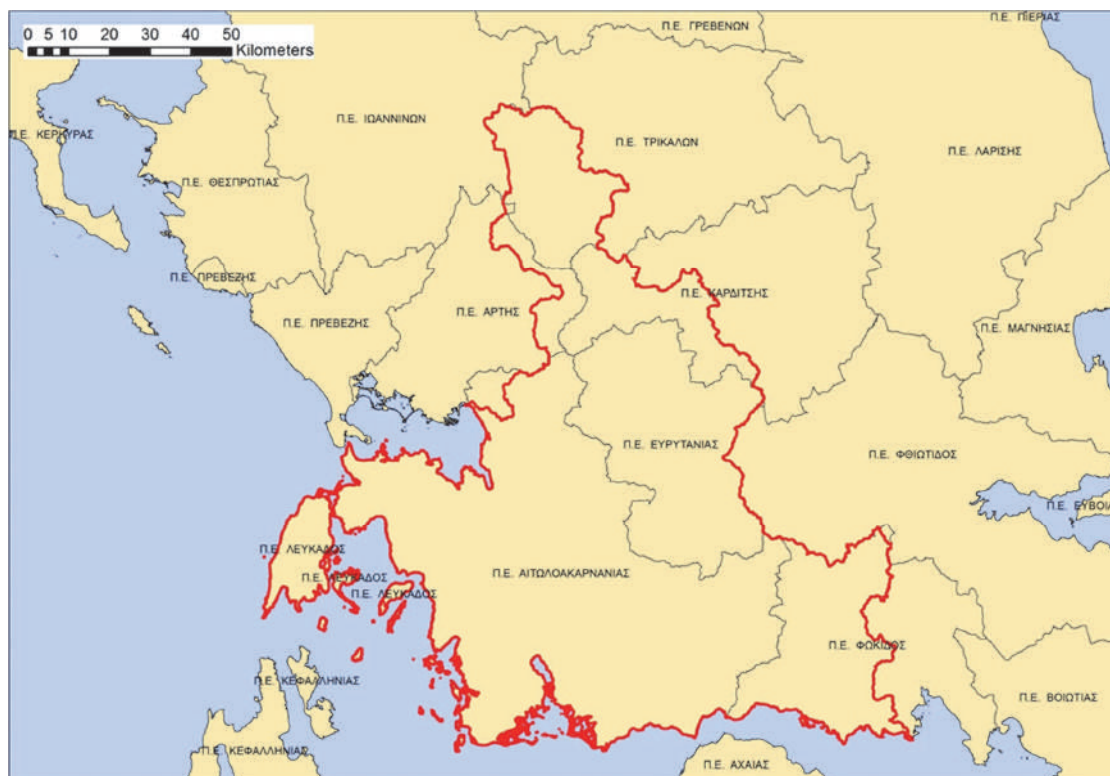 0 5 10 20 30 40 50
Kilometers
Π.Ε. ΠΙΕΡΙΑΣ
Π.Ε. ΓΡΕΒΕΝΩΝ
Π.Ε. ΙΩΑΝΝΙΝΩΝ
Π.Ε. ΚΕΡΚΥΡΑΣ
Π.Ε. ΤΡΙΚΑΛΩΝ
Π.Ε. ΛΑΡΙΣΗΣ
Π.Ε. ΘΕΣΠΡΩΤΙΑΣ
Π.Ε. ΠΡΕΒΕΖΗΣ
Π.Ε. ΚΑΡΔΙΤΣΗΣ
Π.Ε. ΠΡΕΒΕΖΗΣ
Π.Ε. ΑΡΤΗΣ
Π.Ε. ΜΑΓΝΗΣΙΑΣ
Π.Ε. ΕΥΡΥΤΑΝΙΑΣ
Π.Ε. ΦΘΙΩΤΙΔΟΣ
Π.Ε. ΕΥΒΟΙΑ
Π.Ε. ΛΕΥΚΑΔΟΣ
Π.Ε. ΛΕΥΚΑΔΟΣ
Π.Ε. ΑΙΤΩΛΟΑΚΑΡΝΑΝΙΑΣ
Π.Ε. ΛΕΥΚΑΔΟΣ
Π.Ε. ΦΩΚΙΔΟΣ
Π.Ε. ΚΕΦΑΛΛΗΝΙΑΣ
Π.Ε. ΒΟΙΩΤΙΑΣ
Π.Ε. ΚΕΦΑΛΛΗΝΙΑΣ
Π.Ε. ΑΧΑΙΑΣ